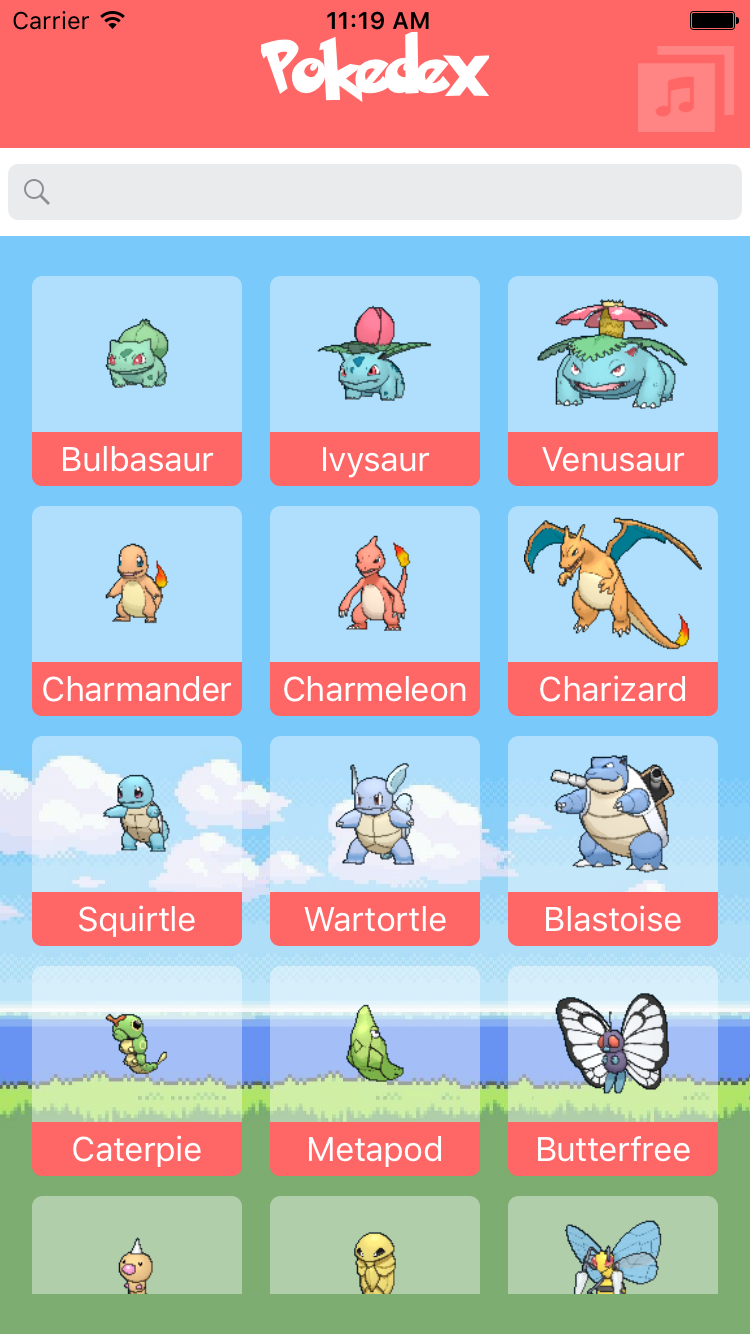 Carrier 11:19 AM
Pokedex
Bulbasaur Ivysaur Venusaur
Charmander Charmeleon Charizard
Squirtle Wartortle Blastoise
Caterpie Metapod Butterfree